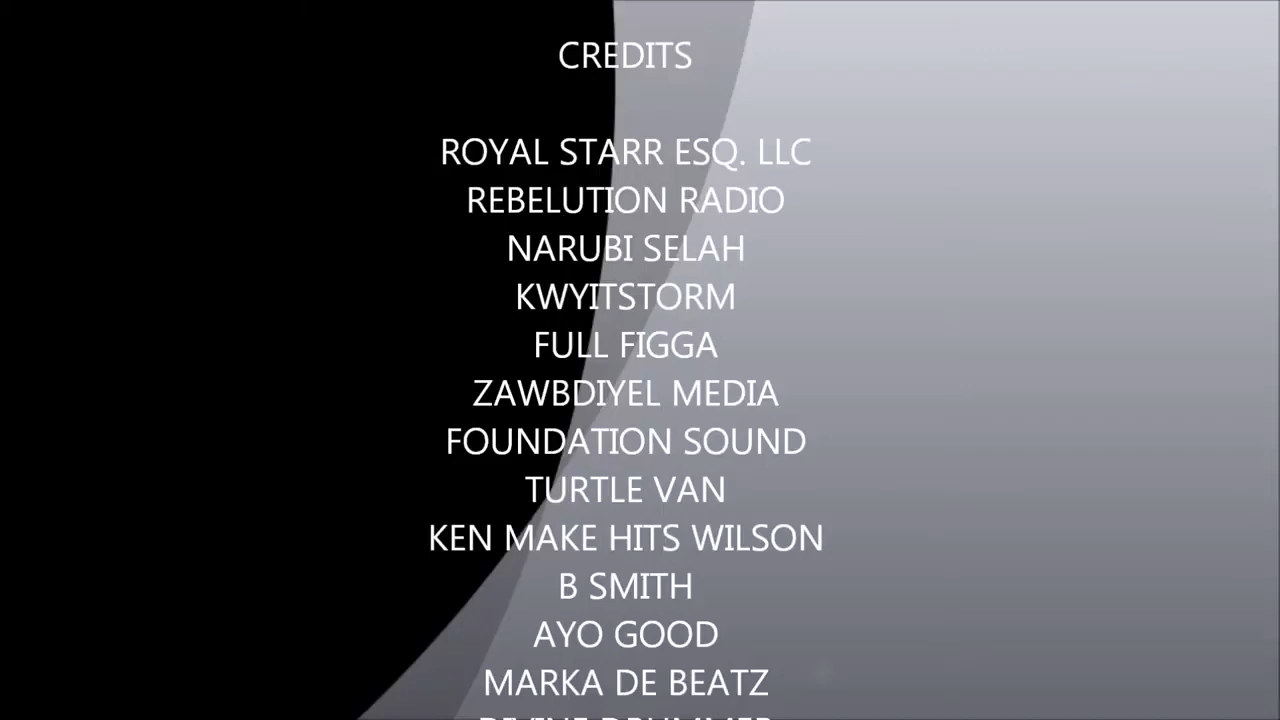 CREDITS
ROYAL STARR ESQ. LLC
REBELUTION RADIO
NARUBI SELAH
KWYITSTORM
FULL FIGGA
ZAWBDIYEL MEDIA
FOUNDATION SOUND
TURTLE VAN
KEN MAKE HITS WILSON
B SMITH
AYO GOOD
MARKA DE BEATZ